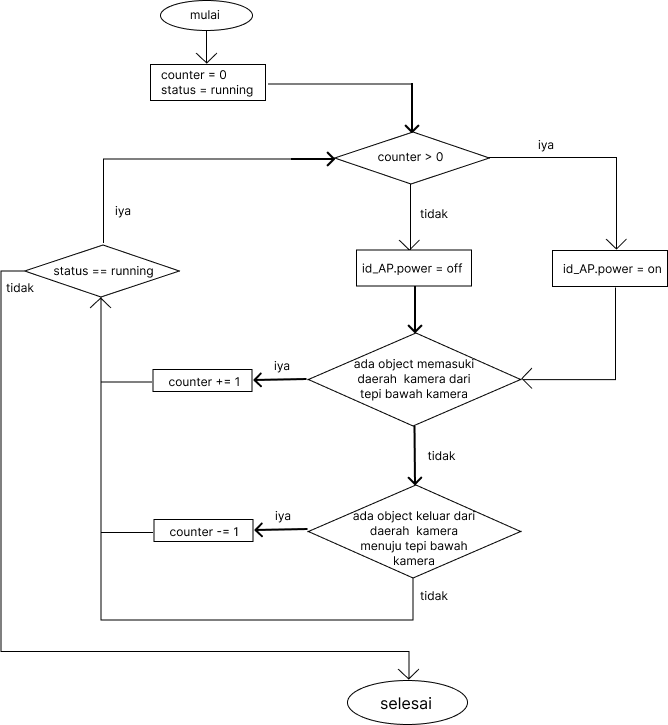 mulai
counter = 0
status = running
counter > 0
iya
iya
tidak
status == running
id_AP.power = off
id_AP.power = on
tidak
ada object memasuki
daerah kamera dari
tepi bawah kamera
iya
counter += 1
tidak
ada object keluar dari
daerah kamera
menuju tepi bawah
kamera
iya
counter -= 1
tidak
selesai